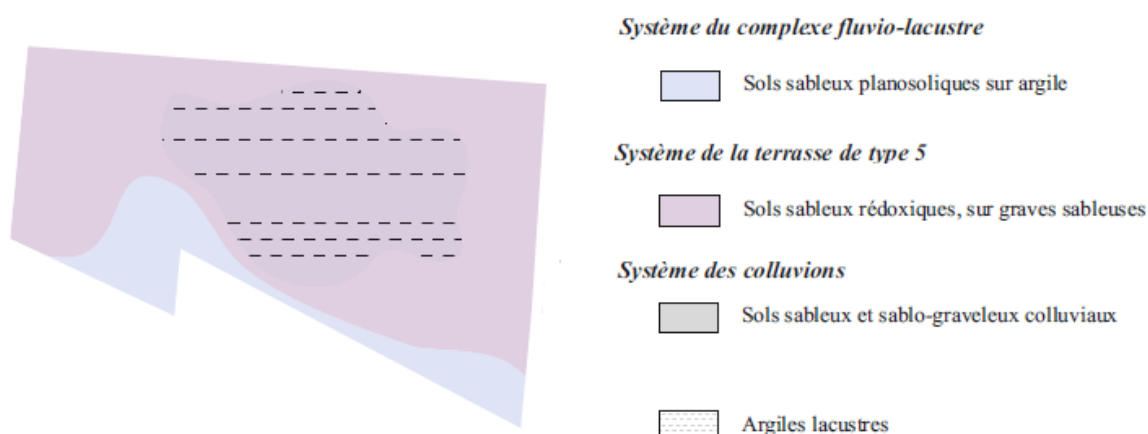 Système du complexe fluvio-lacustre
Sols sableux planosoliques sur argile
Système de la terrasse de type 5
Sols sableux rédoxiques, sur graves sableuses
Système des colluvions
Sols sableux et sablo-graveleux colluviaux
Argiles lacustres